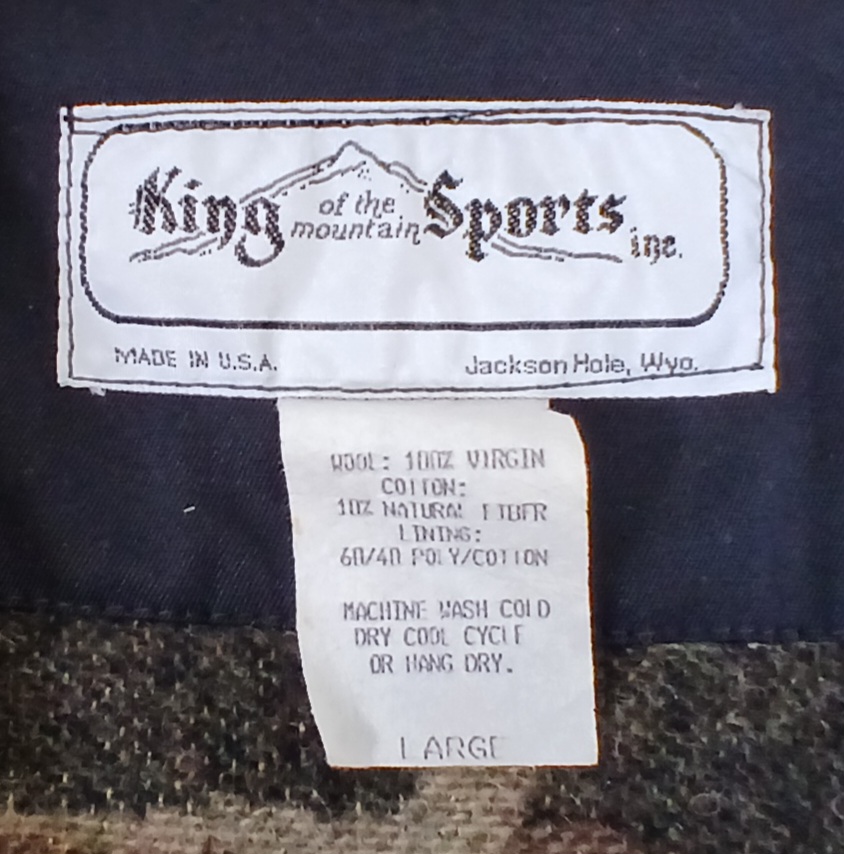 King of the mountain Sports inc.
MADE IN U.S.A.
Jackson Hole, Wyo.
WOOL: 100% VIRGIN
COTTON:
NATURAL FIBER
LINING:
60/40 POLY/COTTON
MACHINE WASH COLD
DRY COOL CYCLE
OR HANG DRY.
LARGE